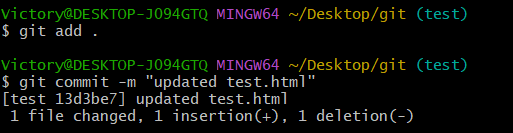 Victory@DESKTOP-J094GTQ MINGW64 ~/Desktop/git (test)
$ git add .
Victory@DESKTOP-J094GTQ MINGW64 ~/Desktop/git (test)
$ git commit -m "updated test.html"
[test 13d3be7] updated test.html
 1 file changed, 1 insertion(+), 1 deletion(-)